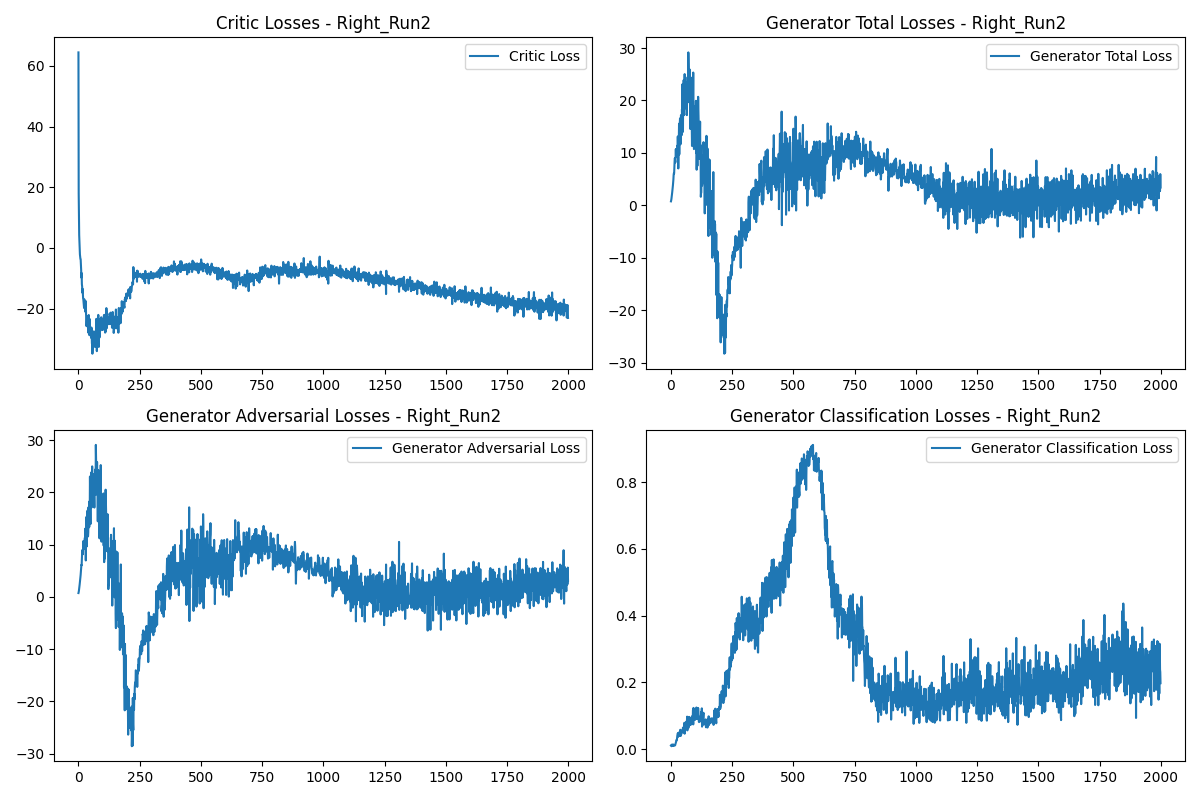 Critic Losses - Right_Run2
Critic Loss
60
40
20
0
−20
0 250 500 750 1000 1250 1500 1750 2000
Generator Total Losses - Right_Run2
Generator Total Loss
30
20
10
0
−10
−20
−30
0 250 500 750 1000 1250 1500 1750 2000
Generator Adversarial Losses - Right_Run2
Generator Adversarial Loss
30
20
10
0
−10
−20
−30
0 250 500 750 1000 1250 1500 1750 2000
Generator Classification Losses - Right_Run2
Generator Classification Loss
0.8
0.6
0.4
0.2
0.0
0 250 500 750 1000 1250 1500 1750 2000